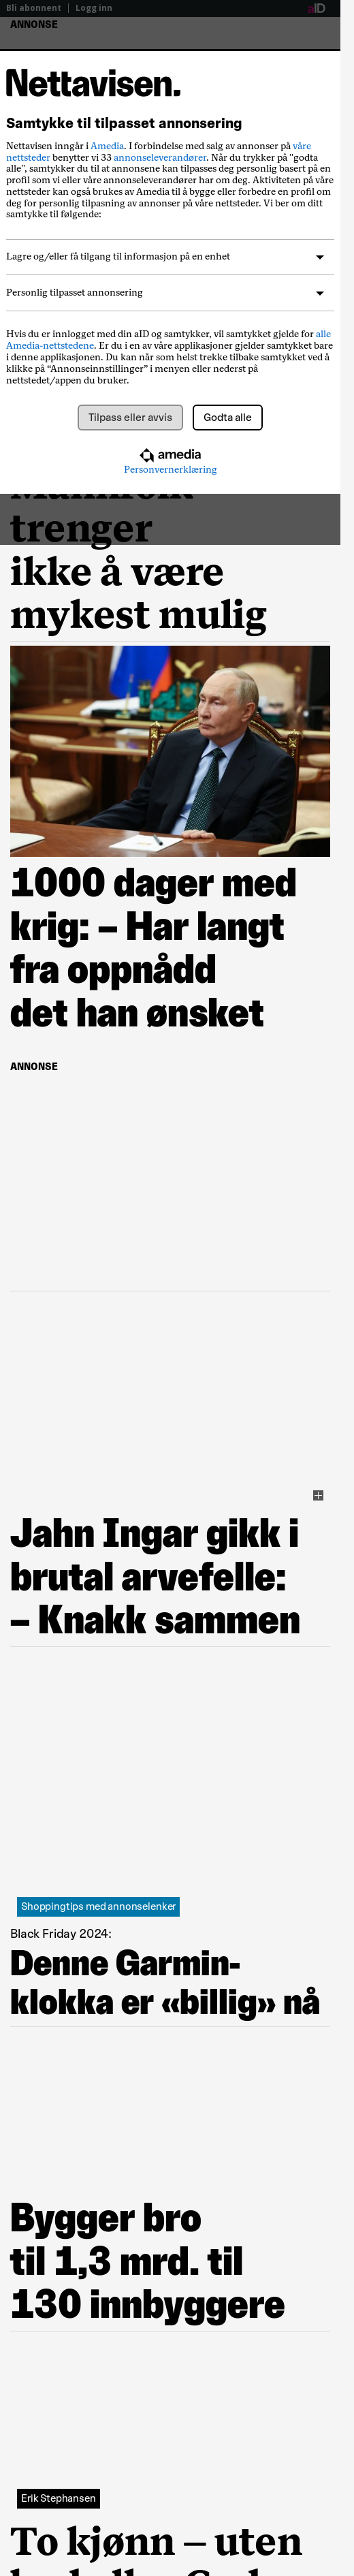 Bli abonnent | Logg inn
aID
ANNONSE
Nettavisen.
Samtykke til tilpasset annonsering
Nettavisen inngår i Amedia. I forbindelse med salg av annonser på våre
nettsteder benytter vi 33 annonseleverandører. Når du trykker på "godta
alle", samtykker du til at annonsene kan tilpasses deg personlig basert på en
profil som vi eller våre annonseleverandører har om deg. Aktiviteten på våre
nettsteder kan også brukes av Amedia til å bygge eller forbedre en profil om
deg for personlig tilpasning av annonser på våre nettsteder. Vi ber om ditt
samtykke til følgende:
Lagre og/eller få tilgang til informasjon på en enhet
Personlig tilpasset annonsering
Hvis du er innlogget med din aID og samtykker, vil samtykket gjelde for alle
Amedia-nettstedene. Er du i en av våre applikasjoner gjelder samtykket bare
i denne applikasjonen. Du kan når som helst trekke tilbake samtykket ved å
klikke på “Annonseinnstillinger” i menyen eller nederst på
nettstedet/appen du bruker.
Tilpass eller avvis
Godta alle
amedia
Personvernerklæring
trenger
ikke å være
mykest mulig
1000 dager med
krig: – Har langt
fra oppnådd
det han ønsket
ANNONSE
Jahn Ingar gikk i
brutal arvefelle:
– Knakk sammen
Shoppingtips med annonselenker
Black Friday 2024:
Denne Garmin-
klokka er «billig» nå
Bygger bro
til 1,3 mrd. til
130 innbyggere
Erik Stephansen
To kjønn – uten